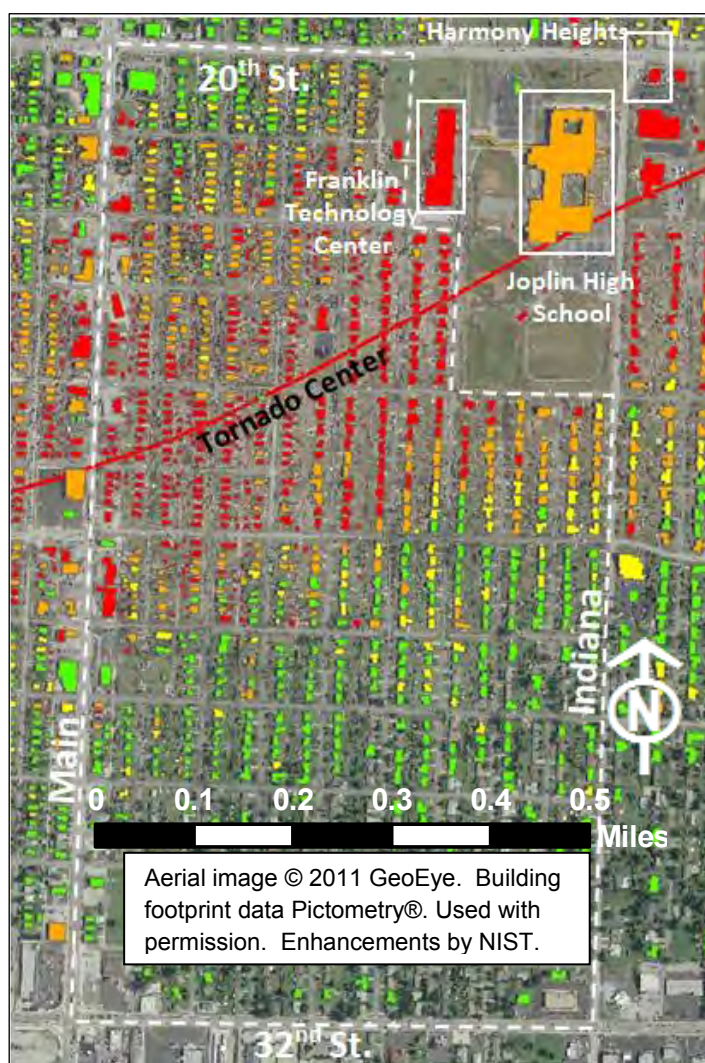 Harmony Heights
20th St.
Franklin
Technology
Center
Joplin High
School
Tornado Center
Indiana
Main
N
0 0.1 0.2 0.3 0.4 0.5
Miles
Aerial image © 2011 GeoEye. Building
footprint data Pictometry®. Used with
permission. Enhancements by NIST.
32nd St.